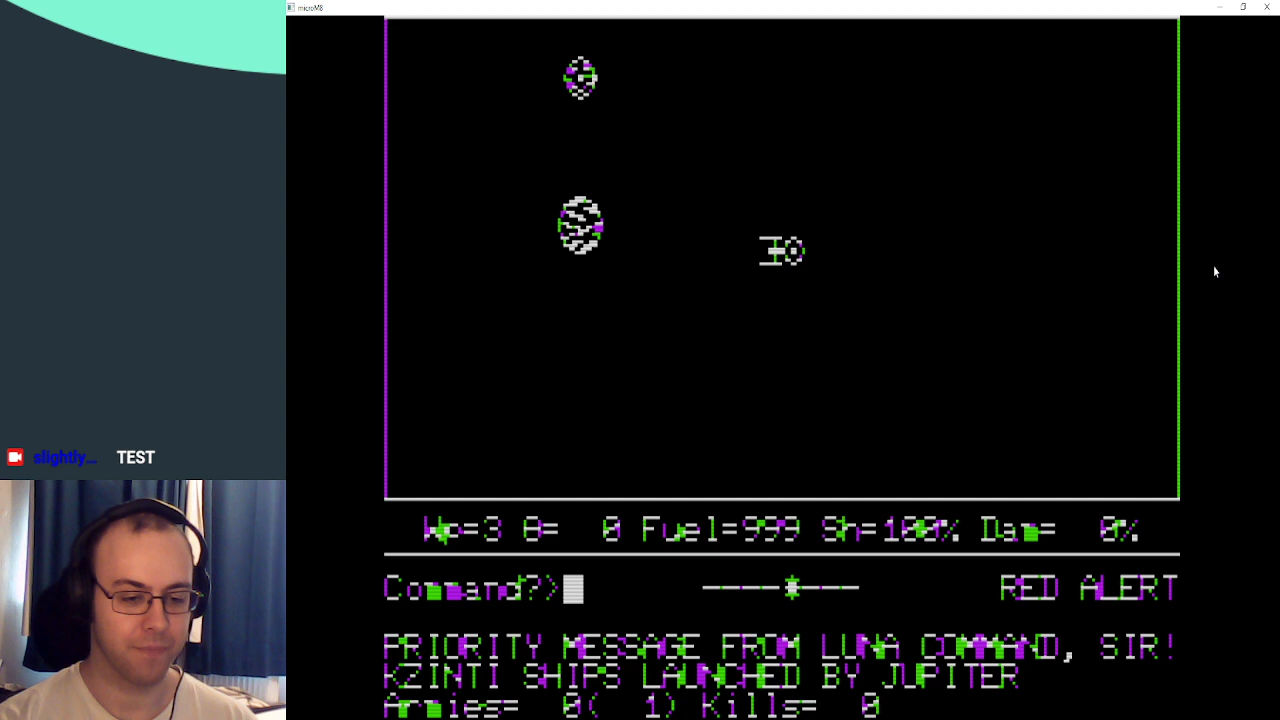 microM8
slightly... TEST
Wp=3 θ= 0 Fuel=999 Sh=100% Dam= 0%
Command?> RED ALERT
PRIORITY MESSAGE FROM LUNA COMMAND, SIR!
KZINTI SHIPS LAUNCHED BY JUPITER
Armies= 0( 1) Kills= 0